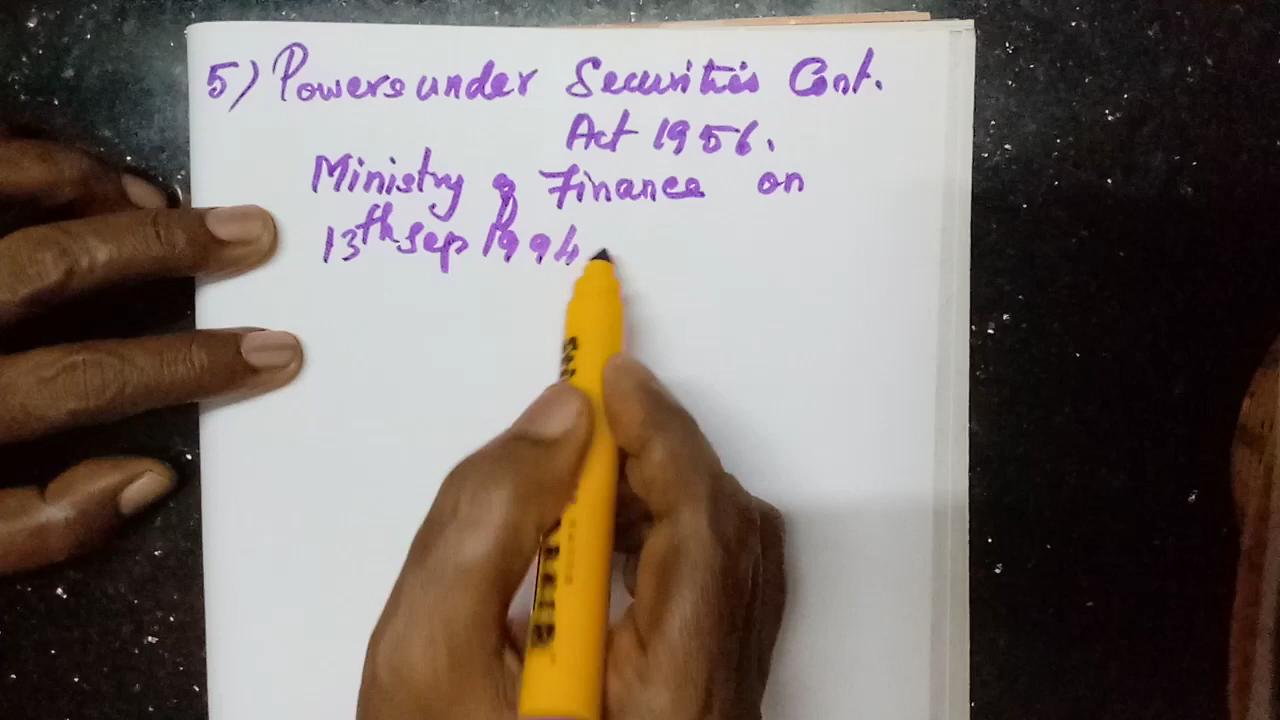 5) Powers under Securities Cont.
Act 1956.
Ministry of Finance on
13th Sep 1994